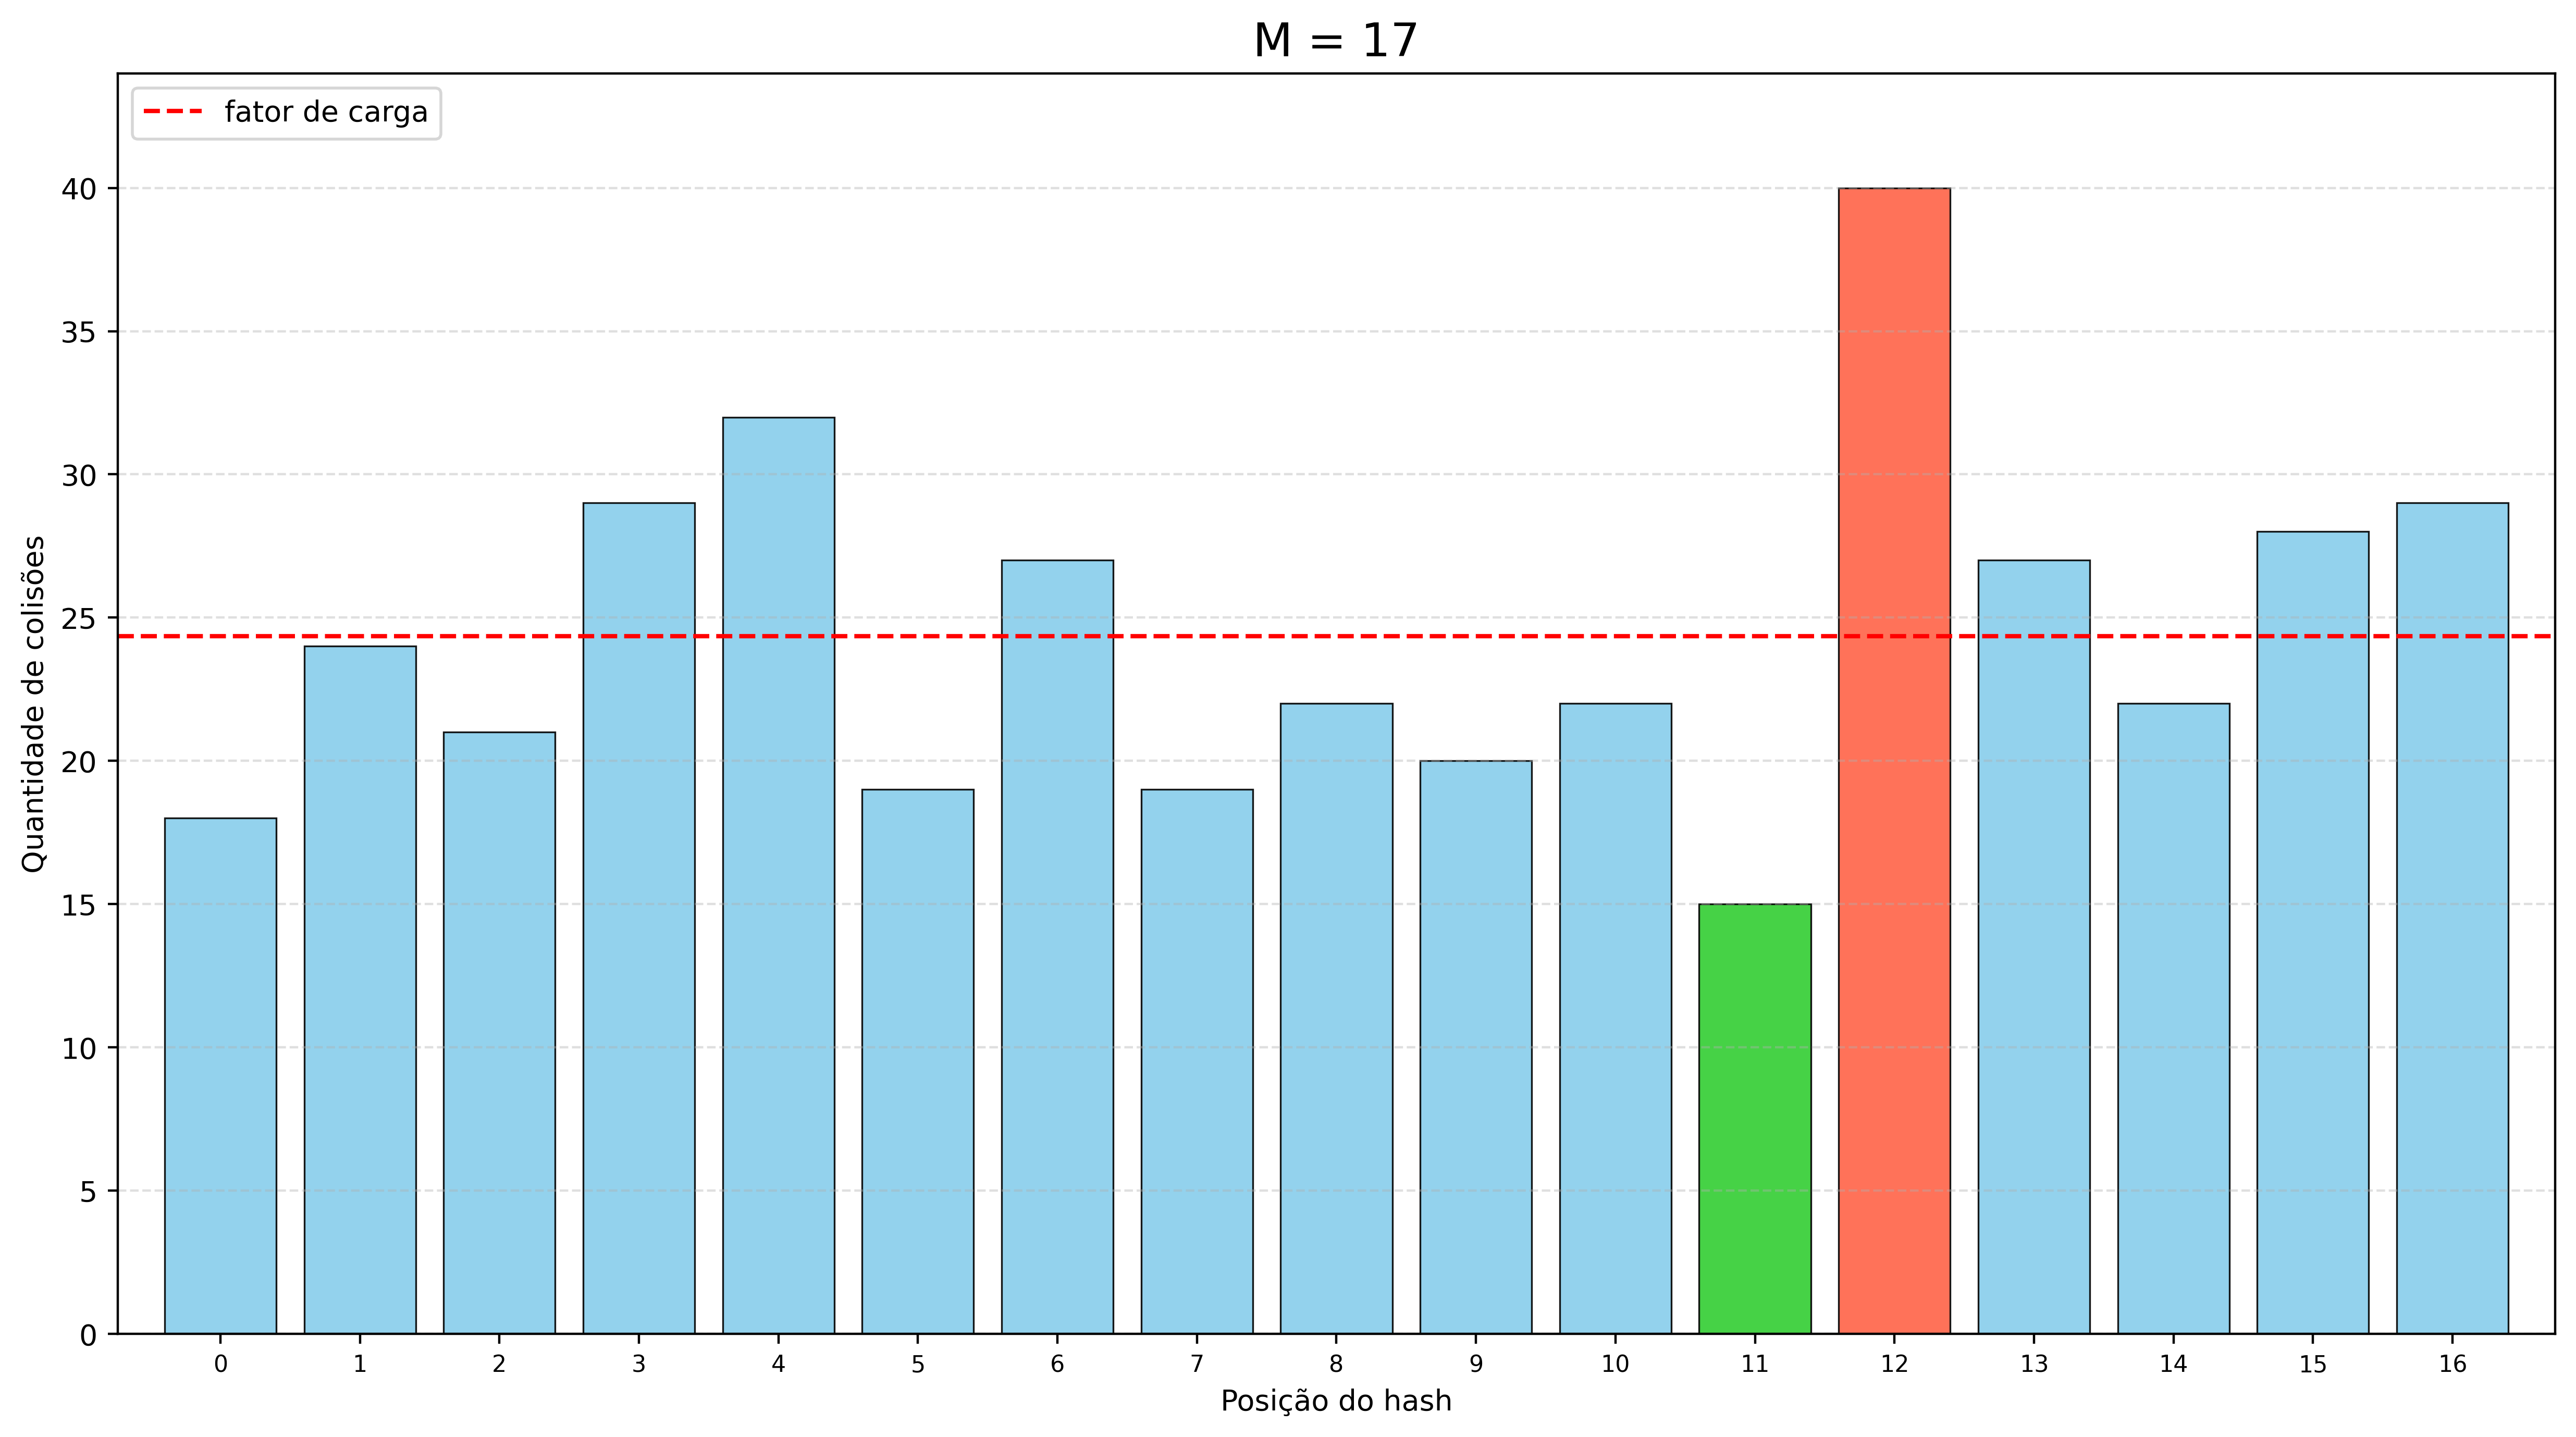 M = 17
fator de carga
Quantidade de colisões
40
35
30
25
20
15
10
5
0
0 1 2 3 4 5 6 7 8 9 10 11 12 13 14 15 16
Posição do hash